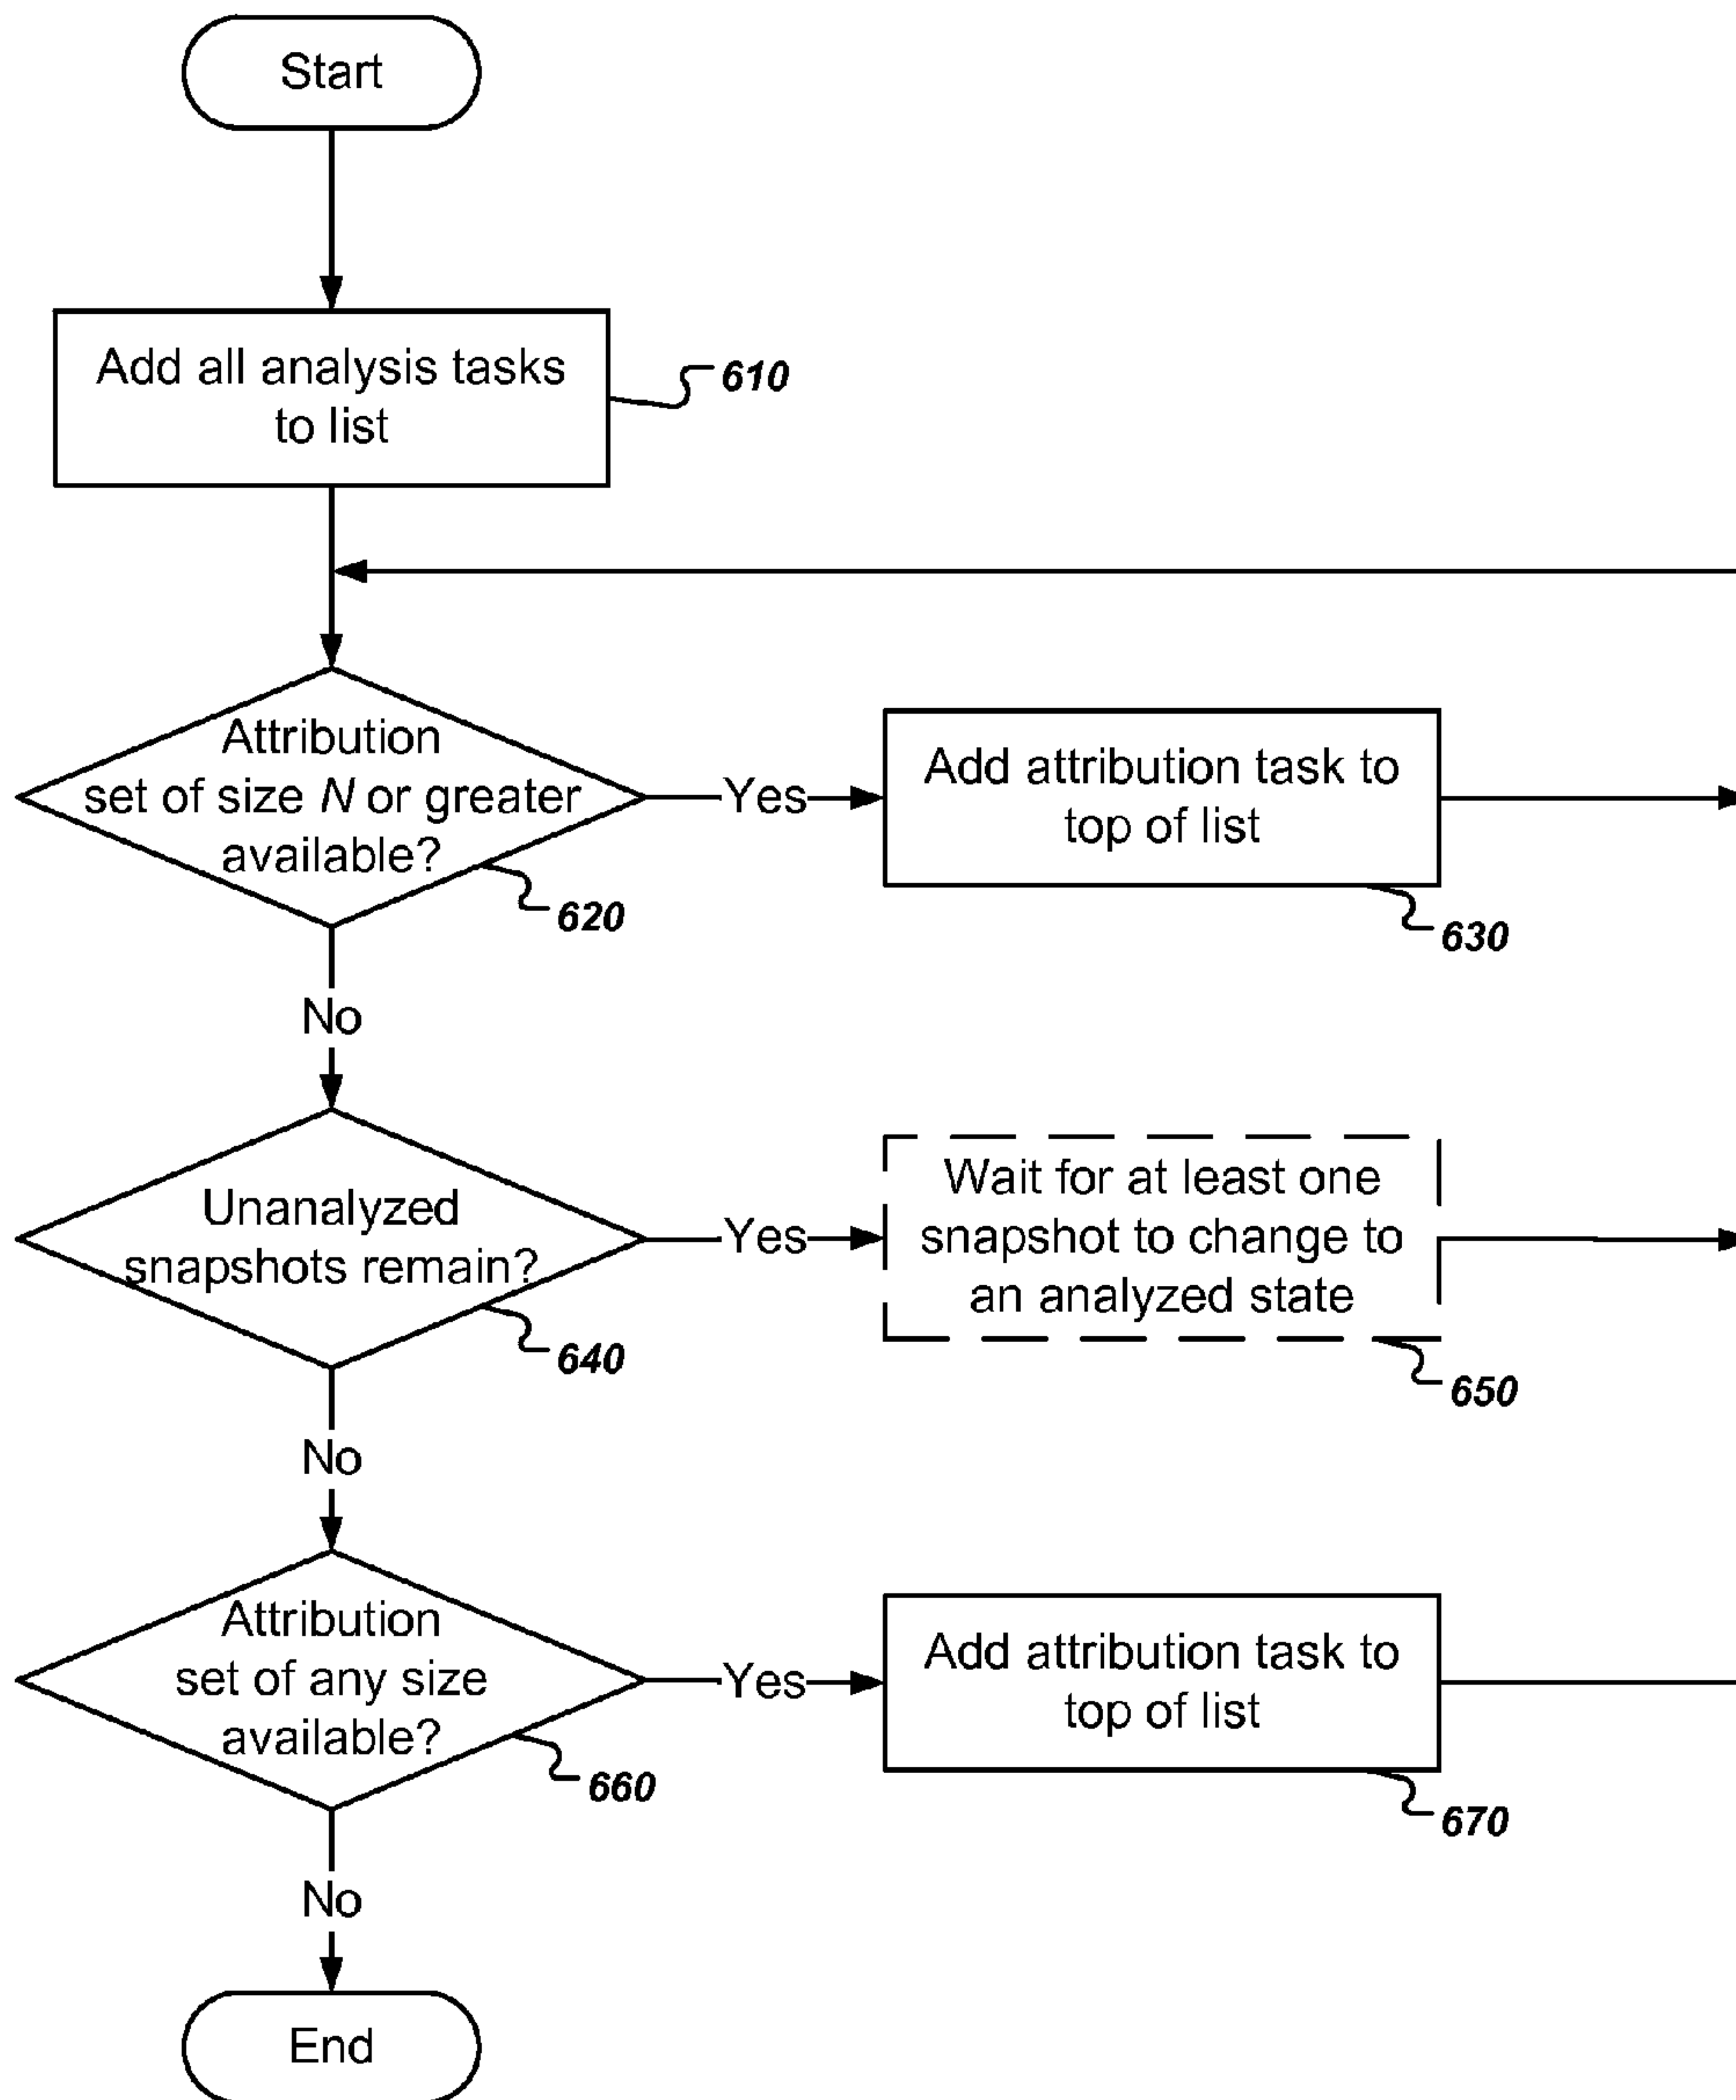 Start
Add all analysis tasks
to list
610
Attribution
set of size N or greater
available?
Yes
Add attribution task to
top of list
620
630
No
Unanalyzed
snapshots remain?
Yes
Wait for at least one
snapshot to change to
an analyzed state
640
650
No
Attribution
set of any size
available?
Yes
Add attribution task to
top of list
660
670
No
End